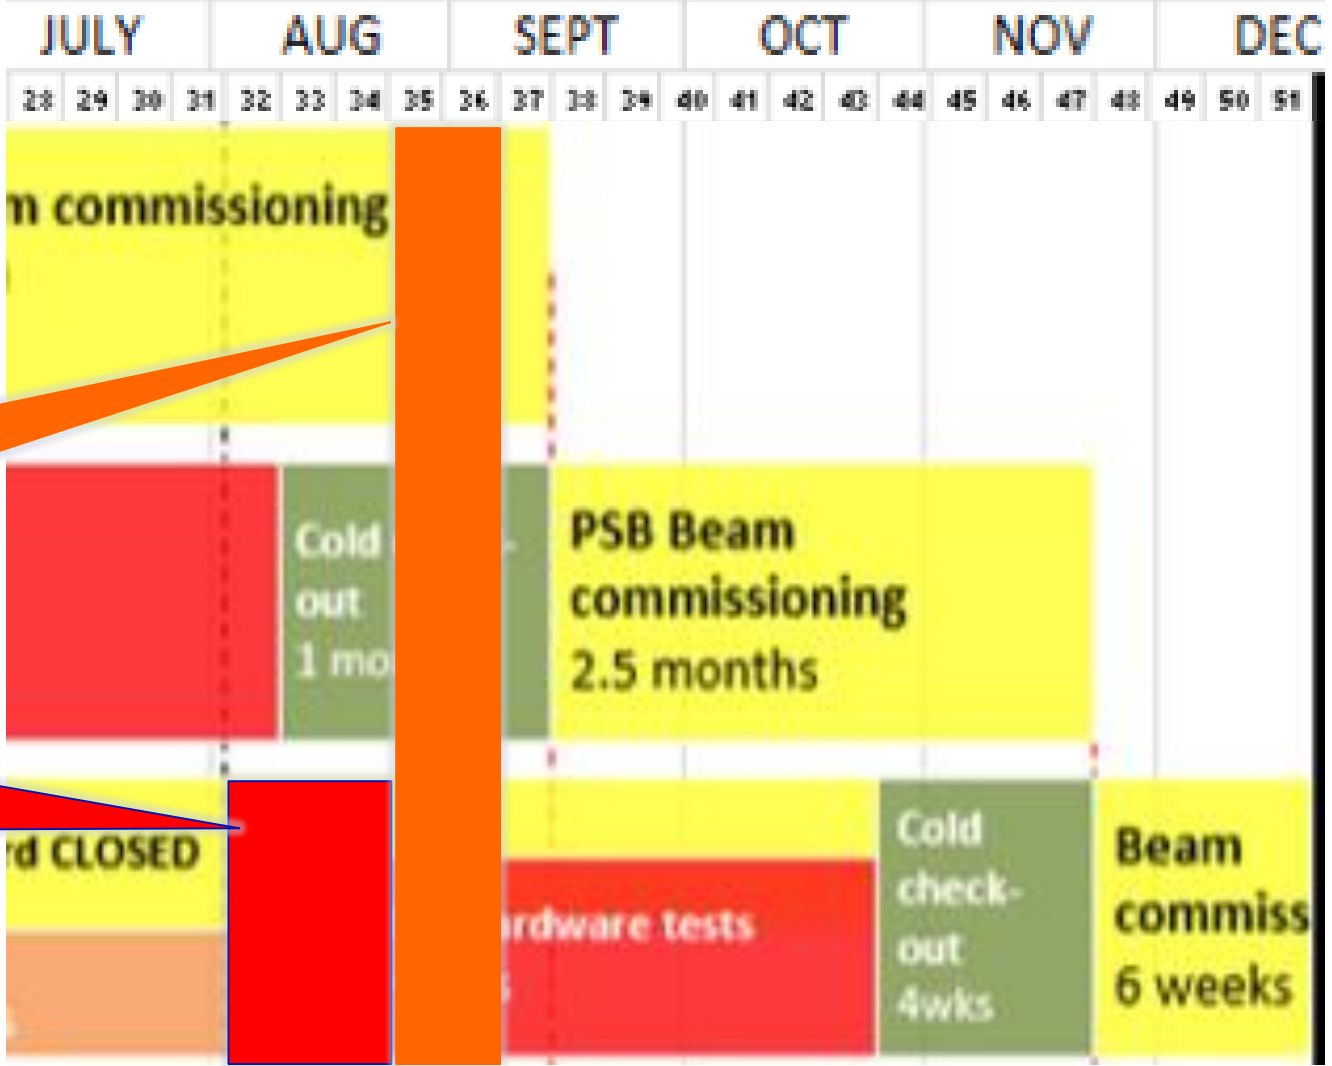 JULY AUG SEPT OCT NOV DEC
28 29 30 31 32 33 34 35 36 37 38 39 40 41 42 43 44 45 46 47 48 49 50 51
m commissioning
Cold
out
1 mo
-
PSB Beam
commissioning
2.5 months
rd CLOSED
rdware tests
Cold
check-
out
4wks
Beam
commiss
6 weeks